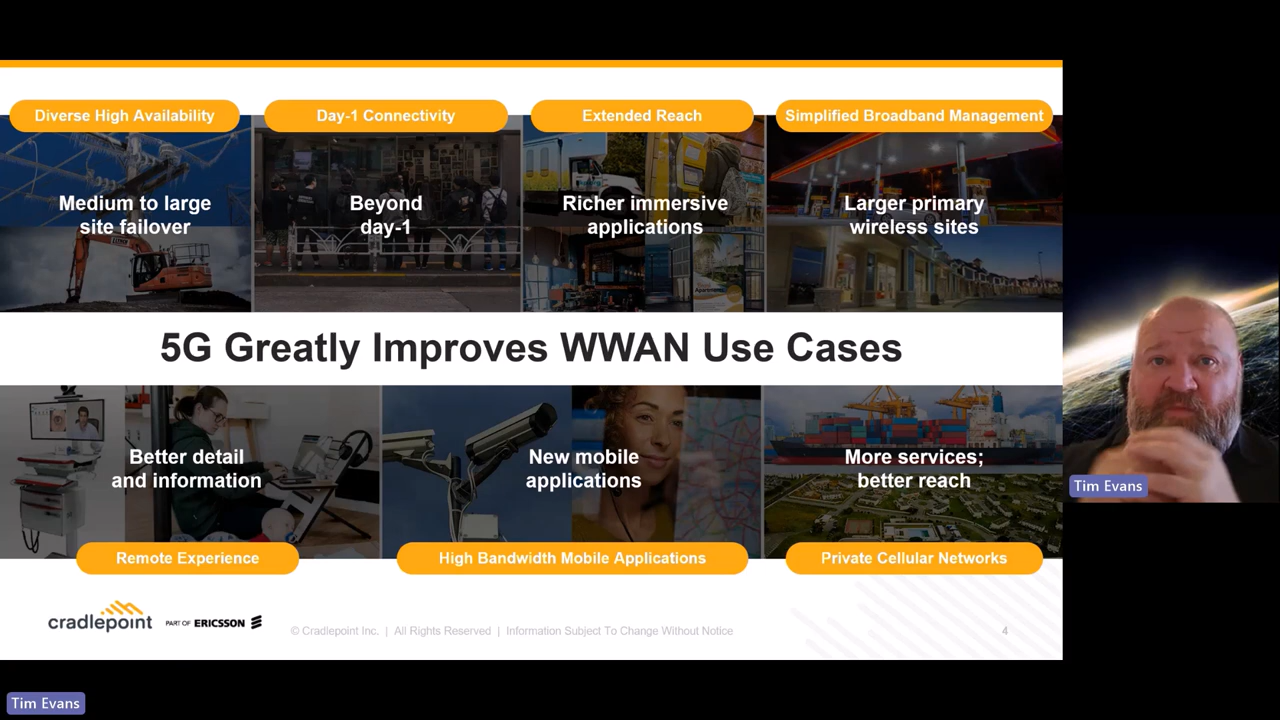 Diverse High Availability
Day-1 Connectivity
Extended Reach
Simplified Broadband Management
Medium to large
site failover
Beyond
day-1
Richer immersive
applications
Larger primary
wireless sites
5G Greatly Improves WWAN Use Cases
Better detail
and information
New mobile
applications
More services;
better reach
Remote Experience
High Bandwidth Mobile Applications
Private Cellular Networks
cradlepoint
PART OF ERICSSON
© Cradlepoint Inc. | All Rights Reserved | Information Subject To Change Without Notice
4
Tim Evans
Tim Evans